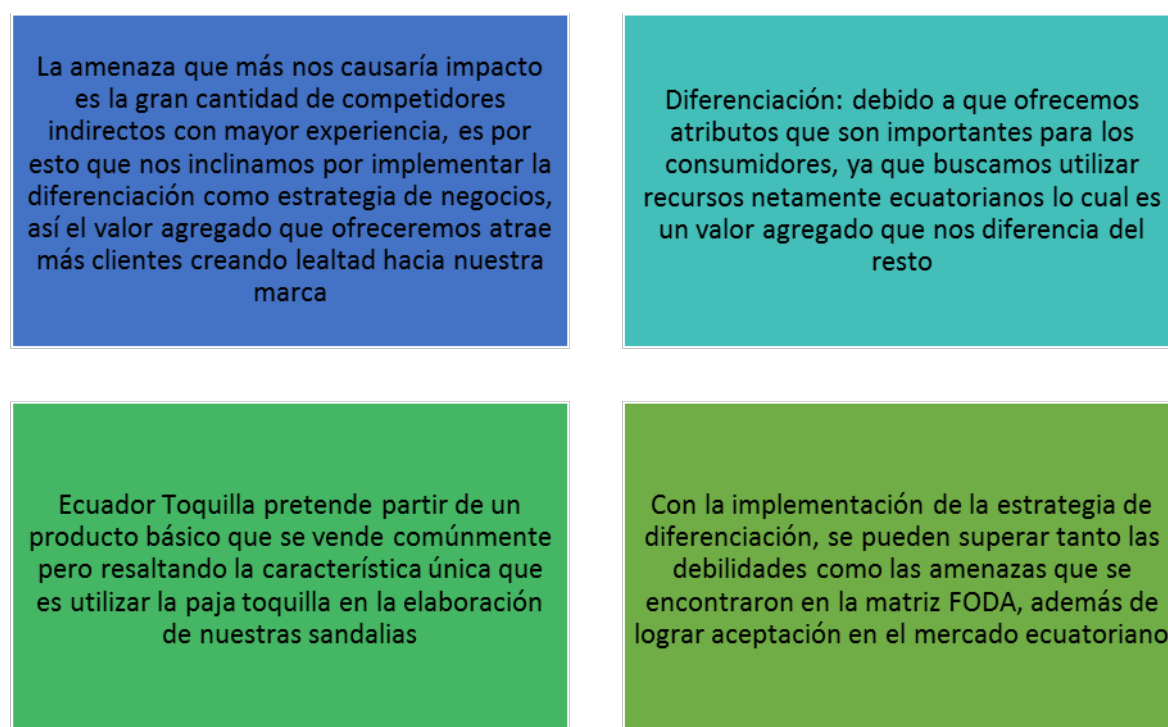 La amenaza que más nos causaría impacto
es la gran cantidad de competidores
indirectos con mayor experiencia, es por
esto que nos inclinamos por implementar la
diferenciación como estrategia de negocios,
así el valor agregado que ofreceremos atrae
más clientes creando lealtad hacia nuestra
marca
Diferenciación: debido a que ofrecemos
atributos que son importantes para los
consumidores, ya que buscamos utilizar
recursos netamente ecuatorianos lo cual es
un valor agregado que nos diferencia del
resto
Ecuador Toquilla pretende partir de un
producto básico que se vende comúnmente
pero resaltando la característica única que
es utilizar la paja toquilla en la elaboración
de nuestras sandalias
Con la implementación de la estrategia de
diferenciación, se pueden superar tanto las
debilidades como las amenazas que se
encontraron en la matriz FODA, además de
lograr aceptación en el mercado ecuatoriano